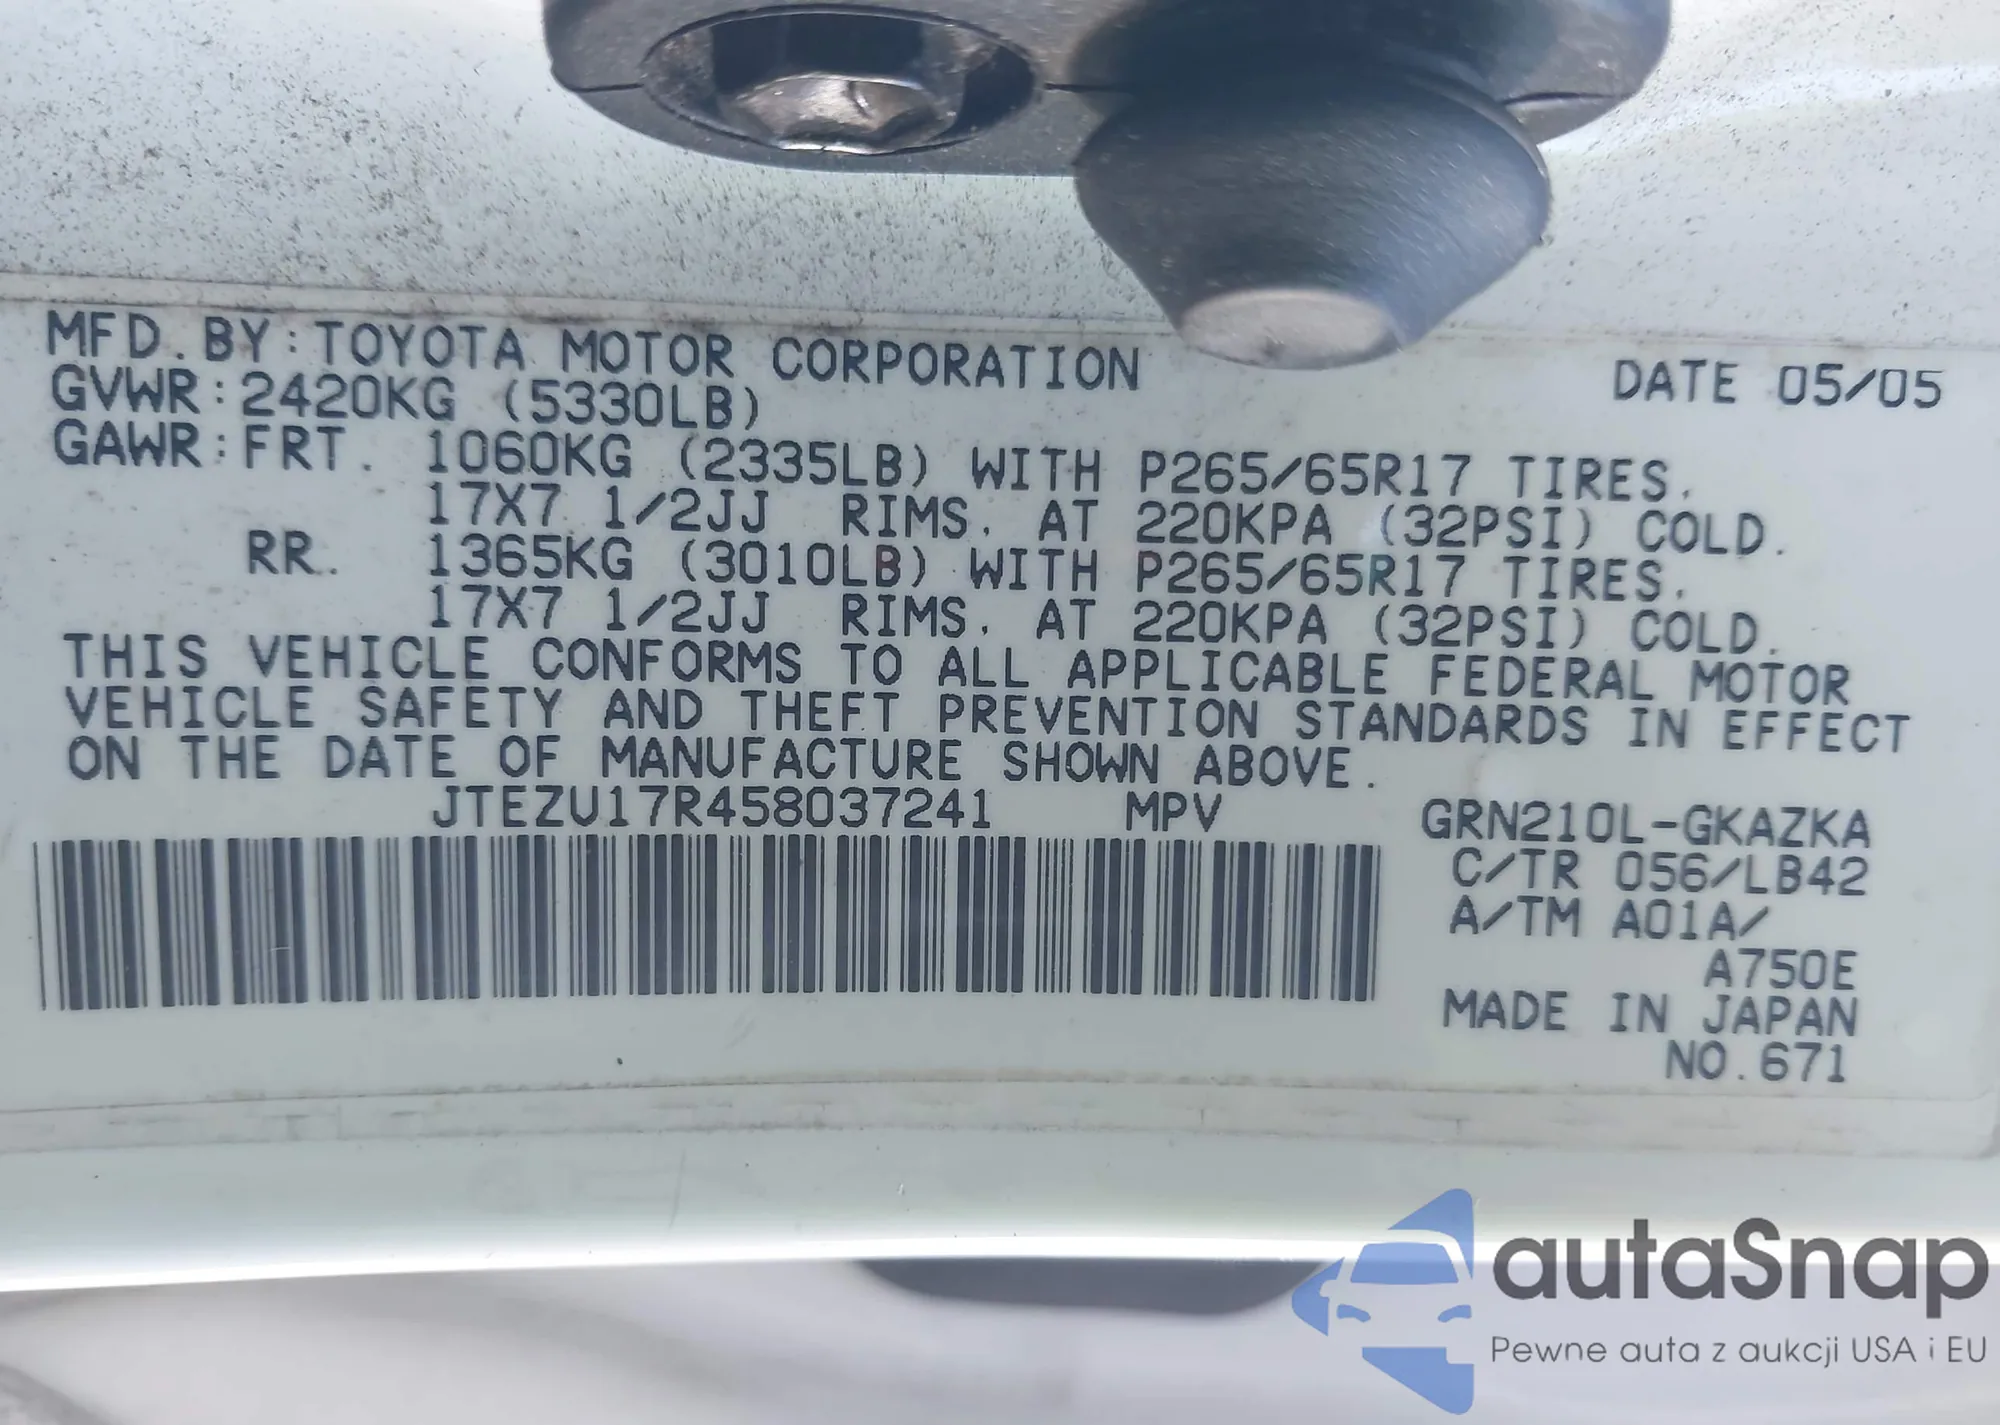 MFD.BY:TOYOTA MOTOR CORPORATION DATE 05/05
GVWR:2420KG (5330LB)
GAWR:FRT. 1060KG (2335LB) WITH P265/65R17 TIRES,
17X7 1/2JJ RIMS, AT 220KPA (32PSI) COLD.
RR. 1365KG (3010LB) WITH P265/65R17 TIRES,
17X7 1/2JJ RIMS, AT 220KPA (32PSI) COLD.
THIS VEHICLE CONFORMS TO ALL APPLICABLE FEDERAL MOTOR
VEHICLE SAFETY AND THEFT PREVENTION STANDARDS IN EFFECT
ON THE DATE OF MANUFACTURE SHOWN ABOVE.
JTEZU17R458037241 MPV
GRN210L-GKAZKA
C/TR 056/LB42
A/TM A01A/
A750E
MADE IN JAPAN
NO.671
autaSnap
Pewne auta z aukcji USA i EU